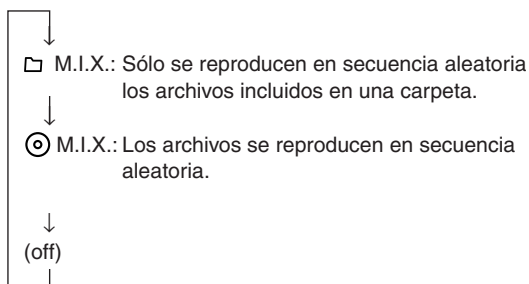 M.I.X.: Sólo se reproducen en secuencia aleatoria
los archivos incluidos en una carpeta.
M.I.X.: Los archivos se reproducen en secuencia
aleatoria.
(off)